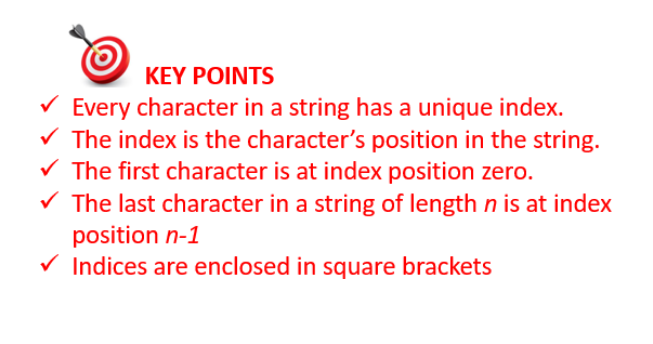 KEY POINTS
✓ Every character in a string has a unique index.
✓ The index is the character's position in the string.
✓ The first character is at index position zero.
✓ The last character in a string of length n is at index
position n-1
✓ Indices are enclosed in square brackets